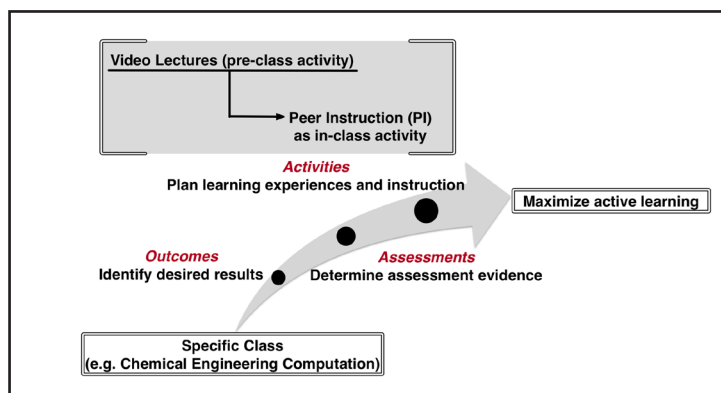 Video Lectures (pre-class activity)
Peer Instruction (PI)
as in-class activity
Activities
Plan learning experiences and instruction
Maximize active learning
Outcomes
Identify desired results
Assessments
Determine assessment evidence
Specific Class
(e.g. Chemical Engineering Computation)